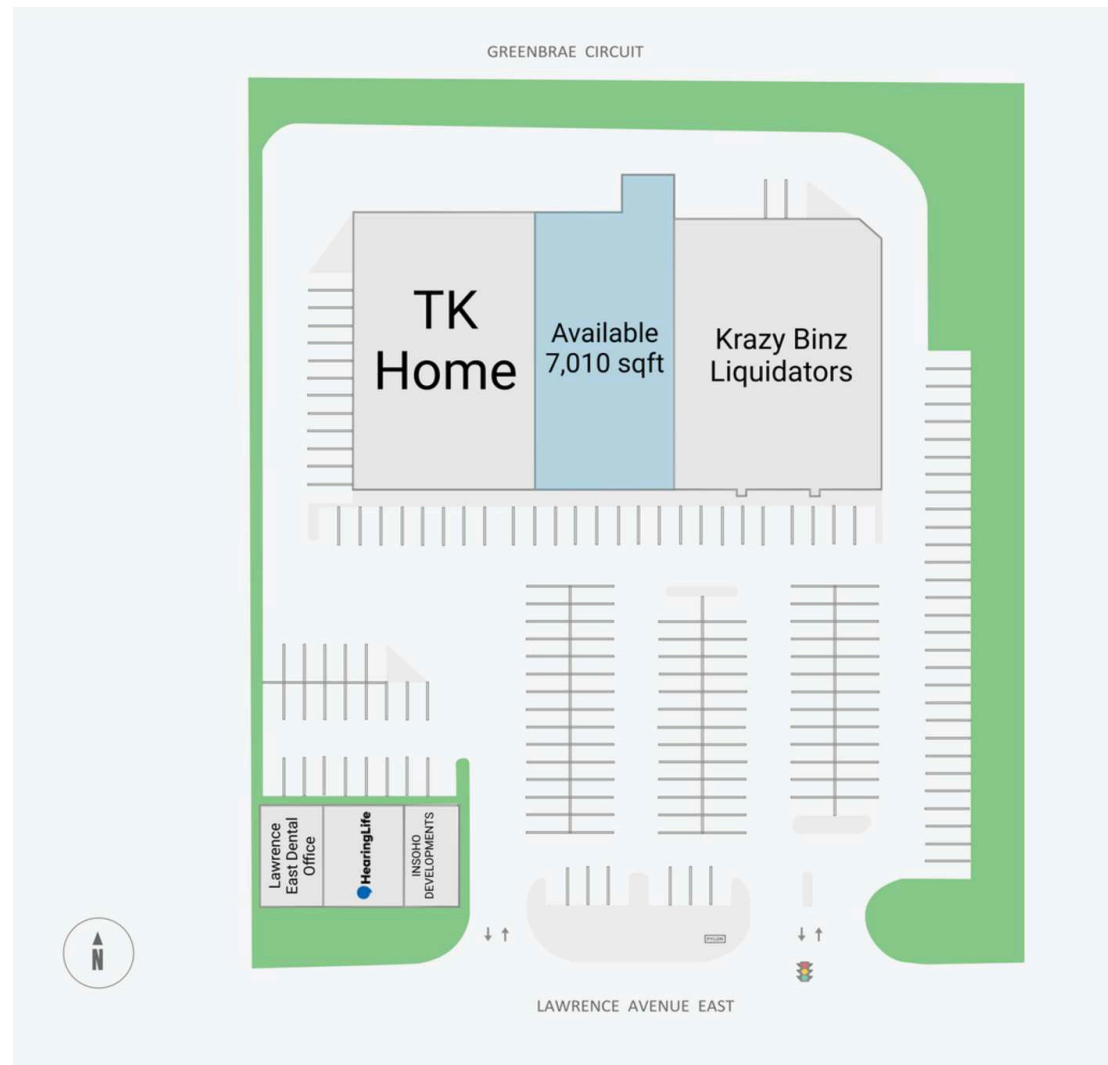 GREENBRAE CIRCUIT
TK
Home
Available
7,010 sqft
Krazy Binz
Liquidators
Lawrence
East Dental
Office
HearingLife
INSOHO
DEVELOPMENTS
PYLON
N
LAWRENCE AVENUE EAST